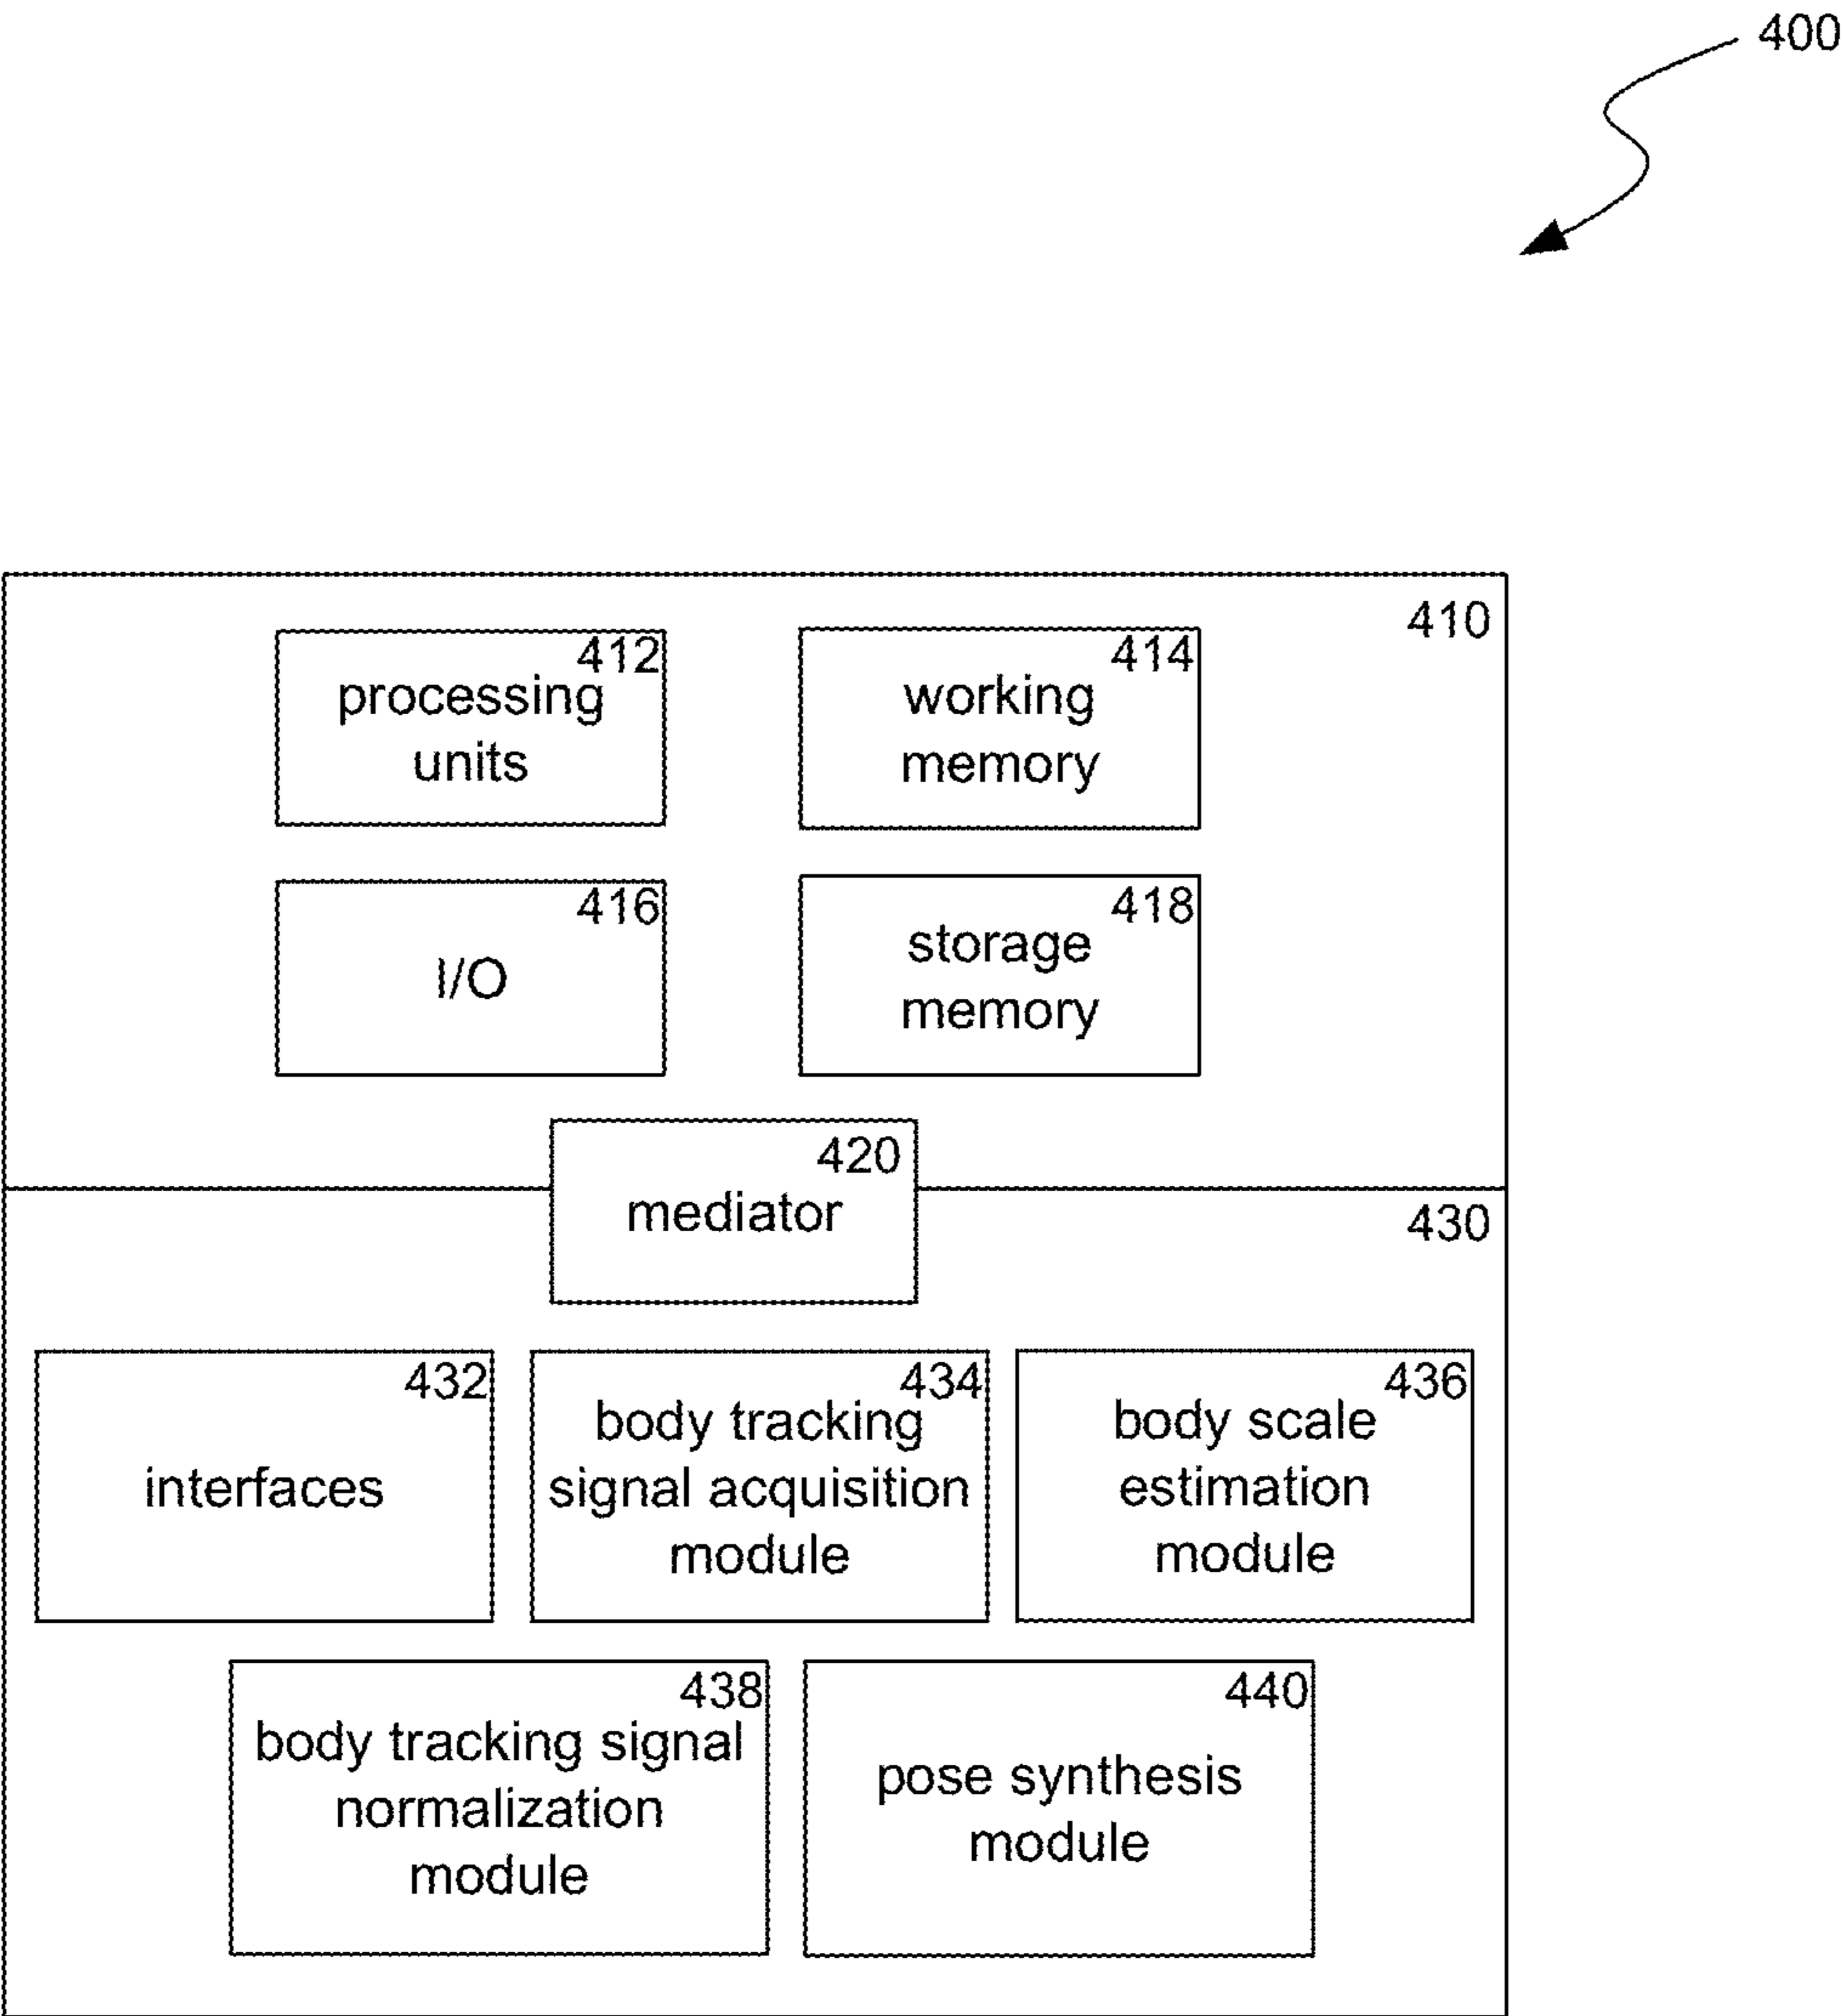 400
410
412
processing
units
414
working
memory
416
I/O
418
storage
memory
420
mediator
430
432
interfaces
434
body tracking
signal acquisition
module
436
body scale
estimation
module
438
body tracking signal
normalization
module
440
pose synthesis
module